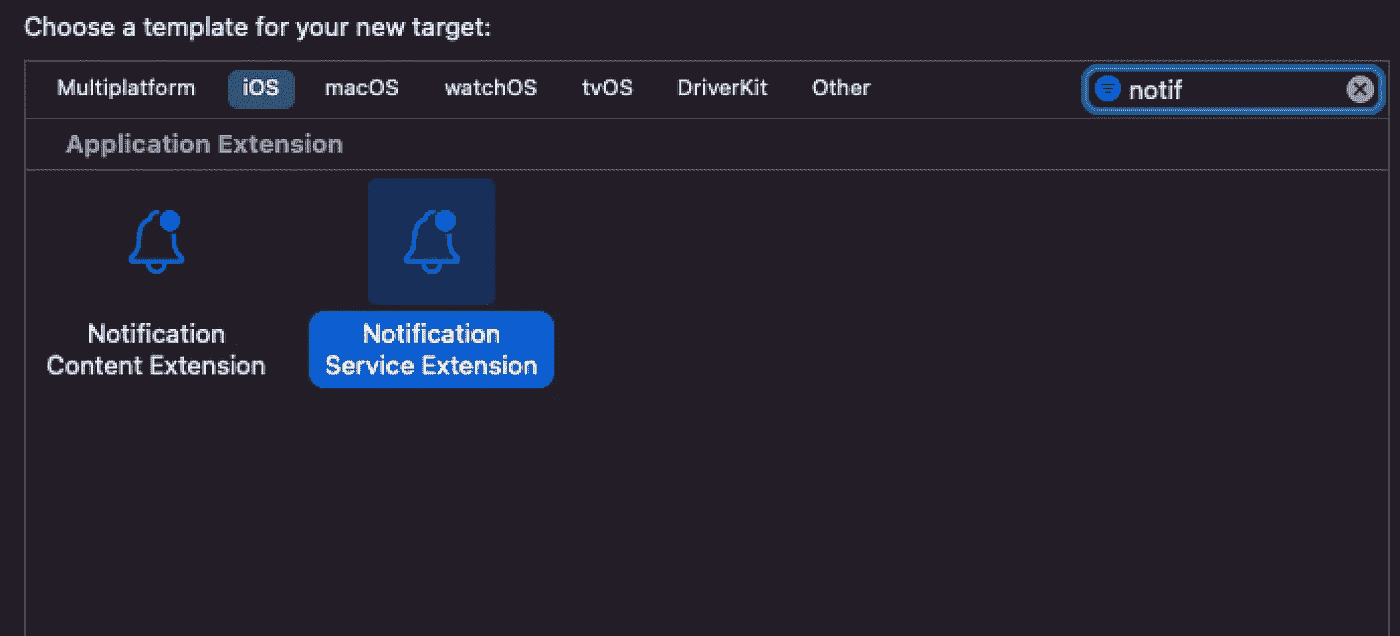 Choose a template for your new target:
Multiplatform iOS macOS watchOS tvOS DriverKit Other notif
Application Extension
Notification Content Extension
Notification Service Extension